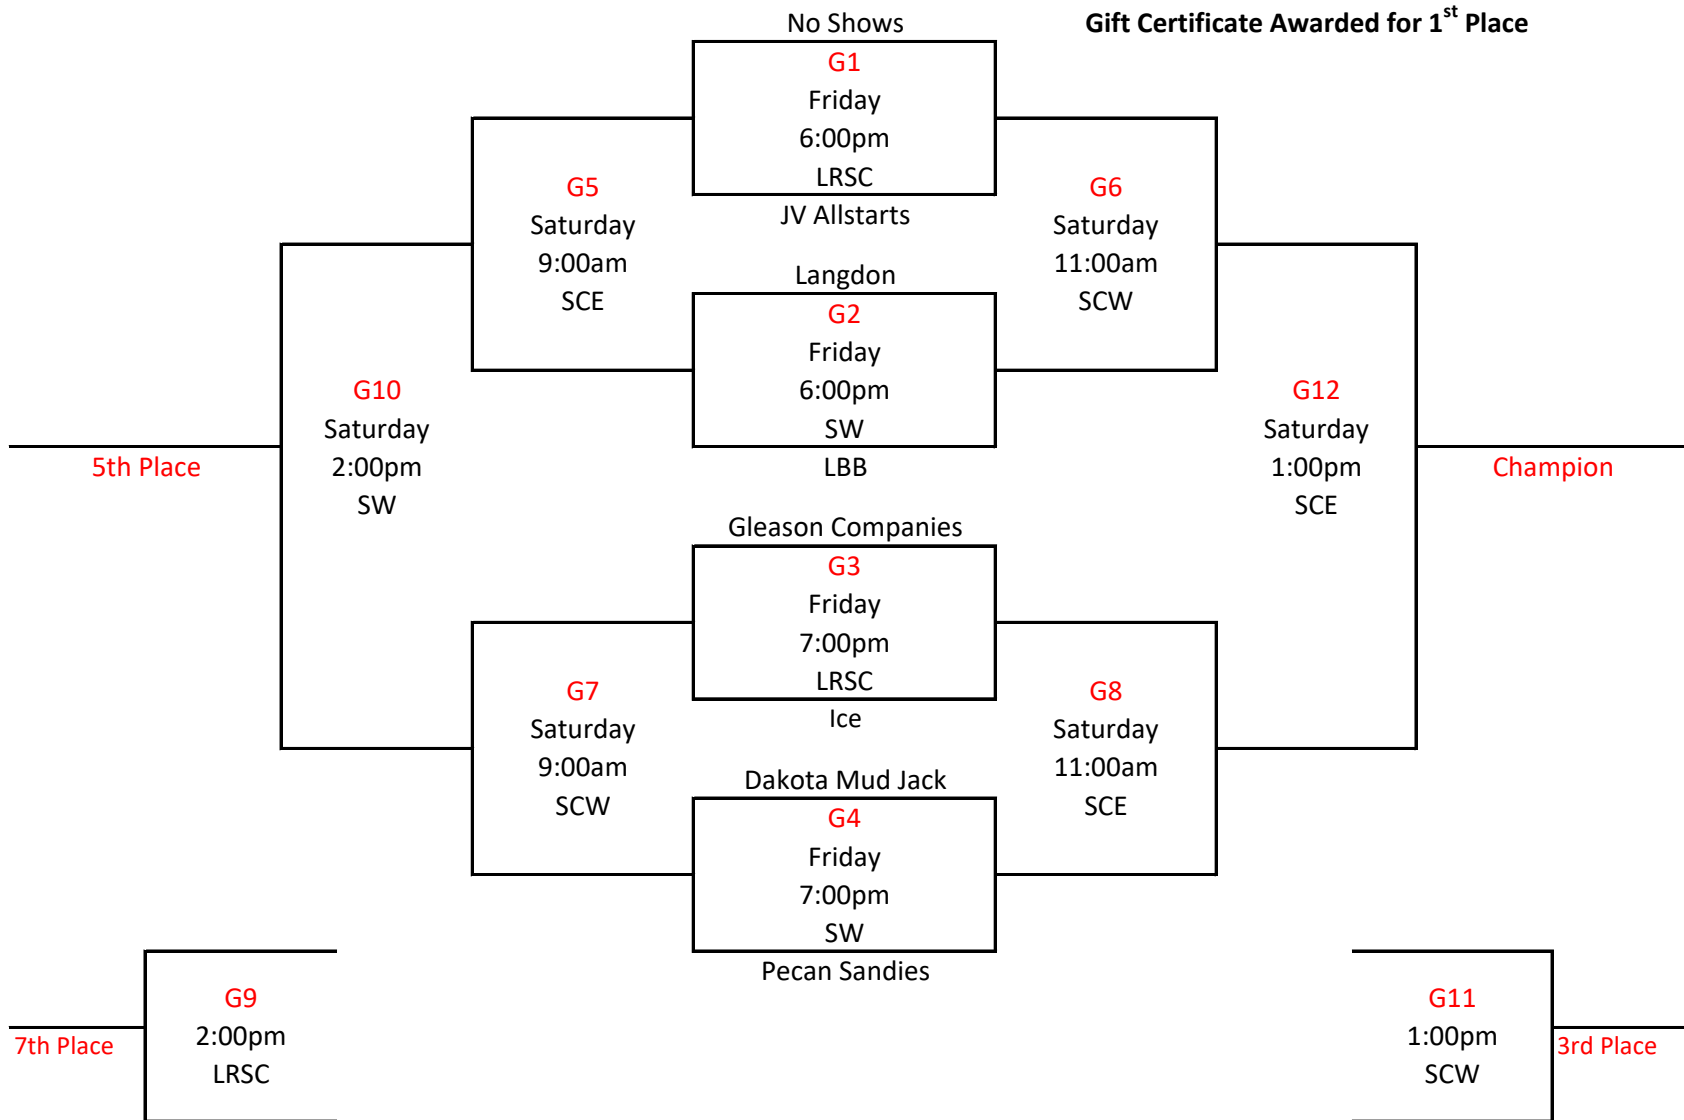 No Shows
Gift Certificate Awarded for 1st Place
G1
Friday
6:00pm
LRSC
JV Allstarts
G5
Saturday
9:00am
SCE
G6
Saturday
11:00am
SCW
Langdon
G2
Friday
6:00pm
SW
LBB
G10
Saturday
2:00pm
SW
5th Place
G12
Saturday
1:00pm
SCE
Champion
Gleason Companies
G3
Friday
7:00pm
LRSC
Ice
G7
Saturday
9:00am
SCW
G8
Saturday
11:00am
SCE
Dakota Mud Jack
G4
Friday
7:00pm
SW
Pecan Sandies
G9
2:00pm
LRSC
7th Place
G11
1:00pm
SCW
3rd Place